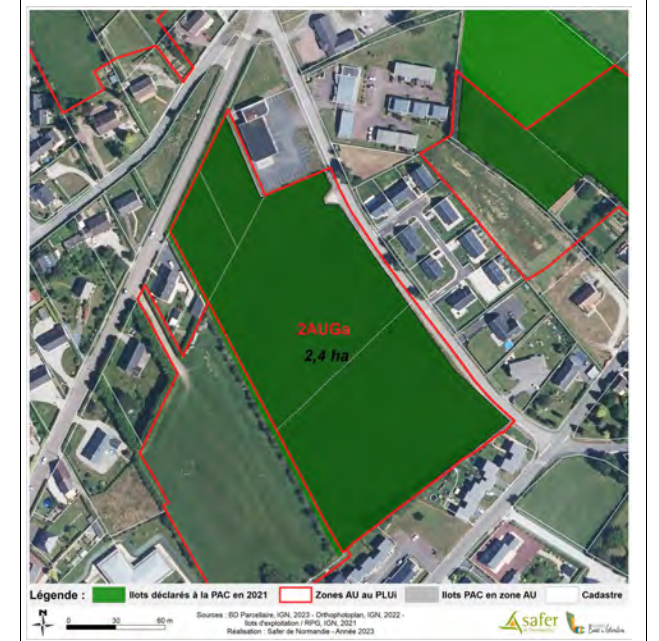 2AUGa
2,4 ha
Légende : Ilots déclarés à la PAC en 2021 Zones AU au PLUi Ilots PAC en zone AU Cadastre
N
0 30 60 m
Sources : BD Parcellaire, IGN, 2023 - Orthophotoplan, IGN, 2022 -
Ilots d'exploitation / RPG, IGN, 2021
Réalisation : Safer de Normandie - Année 2023
safer
de Normandie